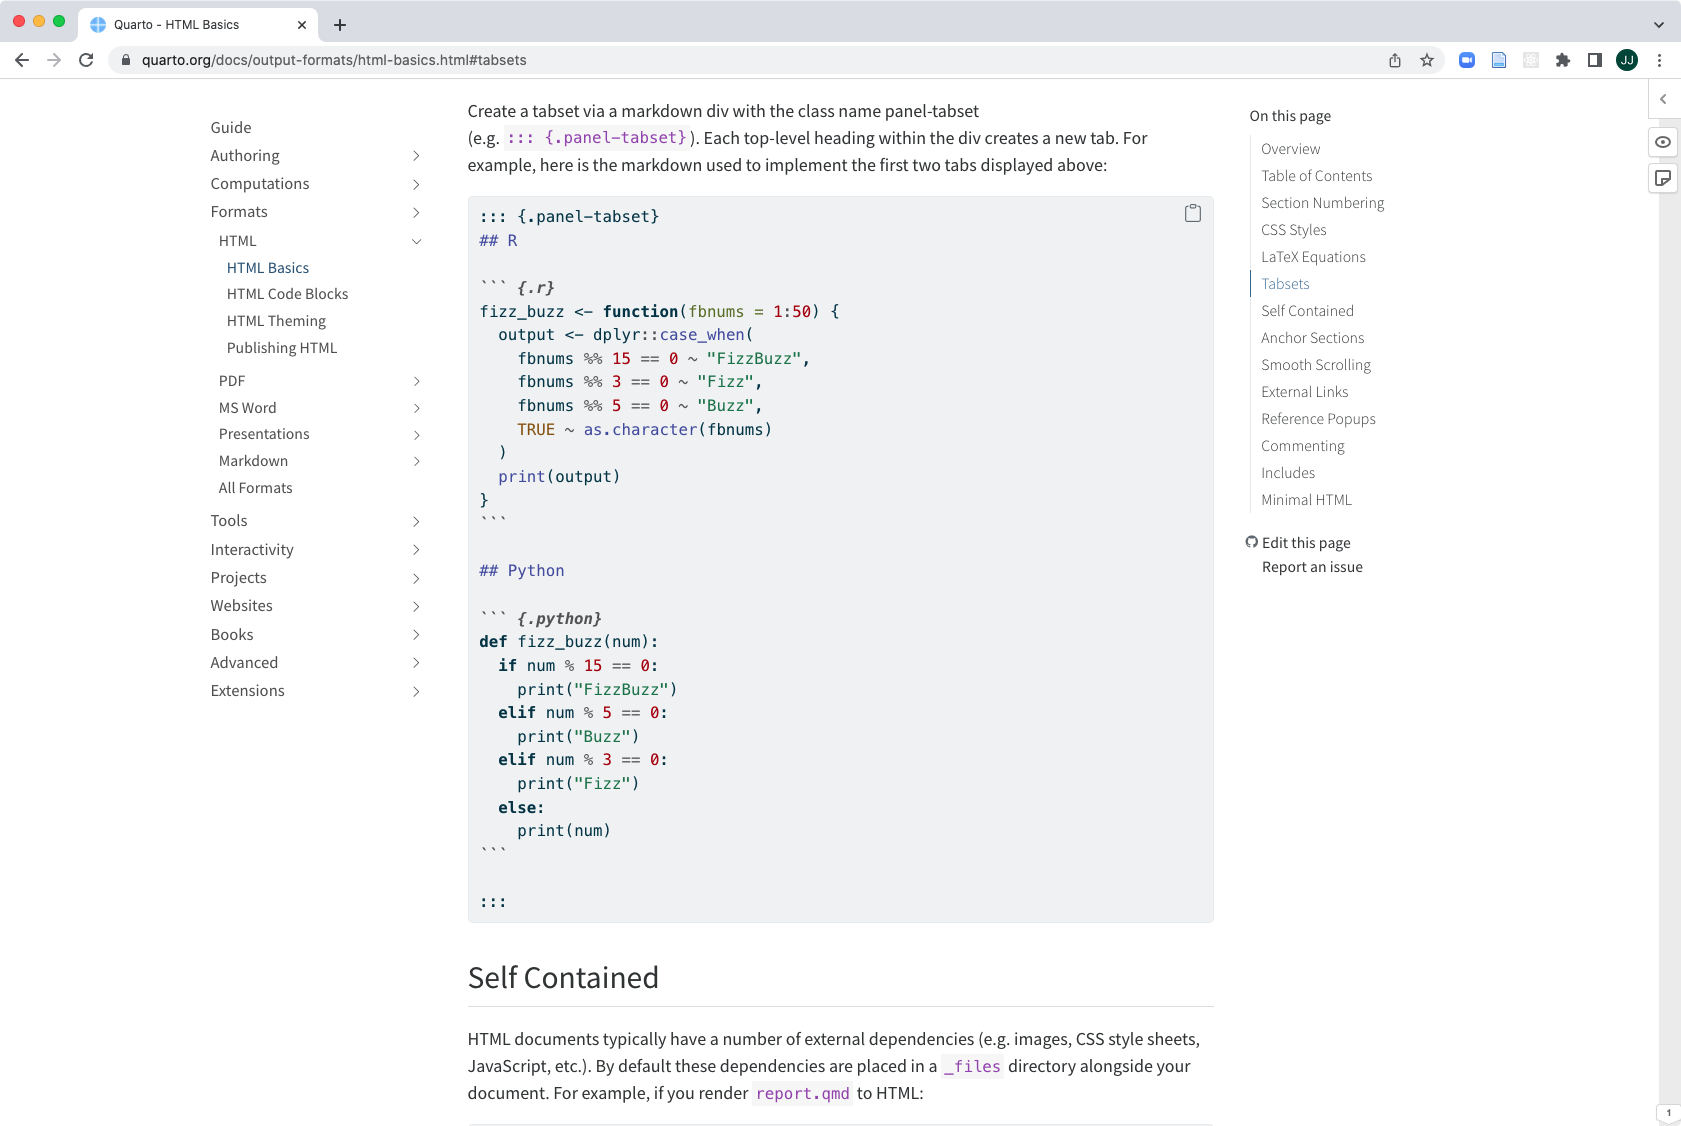 Quarto - HTML Basics
quarto.org/docs/output-formats/html-basics.html#tabsets
JJ
Guide
Authoring
Computations
Formats
HTML
HTML Basics
HTML Code Blocks
HTML Theming
Publishing HTML
PDF
MS Word
Presentations
Markdown
All Formats
Tools
Interactivity
Projects
Websites
Books
Advanced
Extensions
Create a tabset via a markdown div with the class name panel-tabset
(e.g. ::: {.panel-tabset}). Each top-level heading within the div creates a new tab. For
example, here is the markdown used to implement the first two tabs displayed above:
::: {.panel-tabset}
## R
``` {.r}
fizz_buzz <- function(fbnums = 1:50) {
  output <- dplyr::case_when(
    fbnums %% 15 == 0 ~ "FizzBuzz",
    fbnums %% 3 == 0 ~ "Fizz",
    fbnums %% 5 == 0 ~ "Buzz",
    TRUE ~ as.character(fbnums)
  )
  print(output)
}
```
## Python
``` {.python}
def fizz_buzz(num):
  if num % 15 == 0:
    print("FizzBuzz")
  elif num % 5 == 0:
    print("Buzz")
  elif num % 3 == 0:
    print("Fizz")
  else:
    print(num)
```
:::
Self Contained
HTML documents typically have a number of external dependencies (e.g. images, CSS style sheets,
JavaScript, etc.). By default these dependencies are placed in a _files directory alongside your
document. For example, if you render report.qmd to HTML:
On this page
Overview
Table of Contents
Section Numbering
CSS Styles
LaTeX Equations
Tabsets
Self Contained
Anchor Sections
Smooth Scrolling
External Links
Reference Popups
Commenting
Includes
Minimal HTML
Edit this page
Report an issue
1